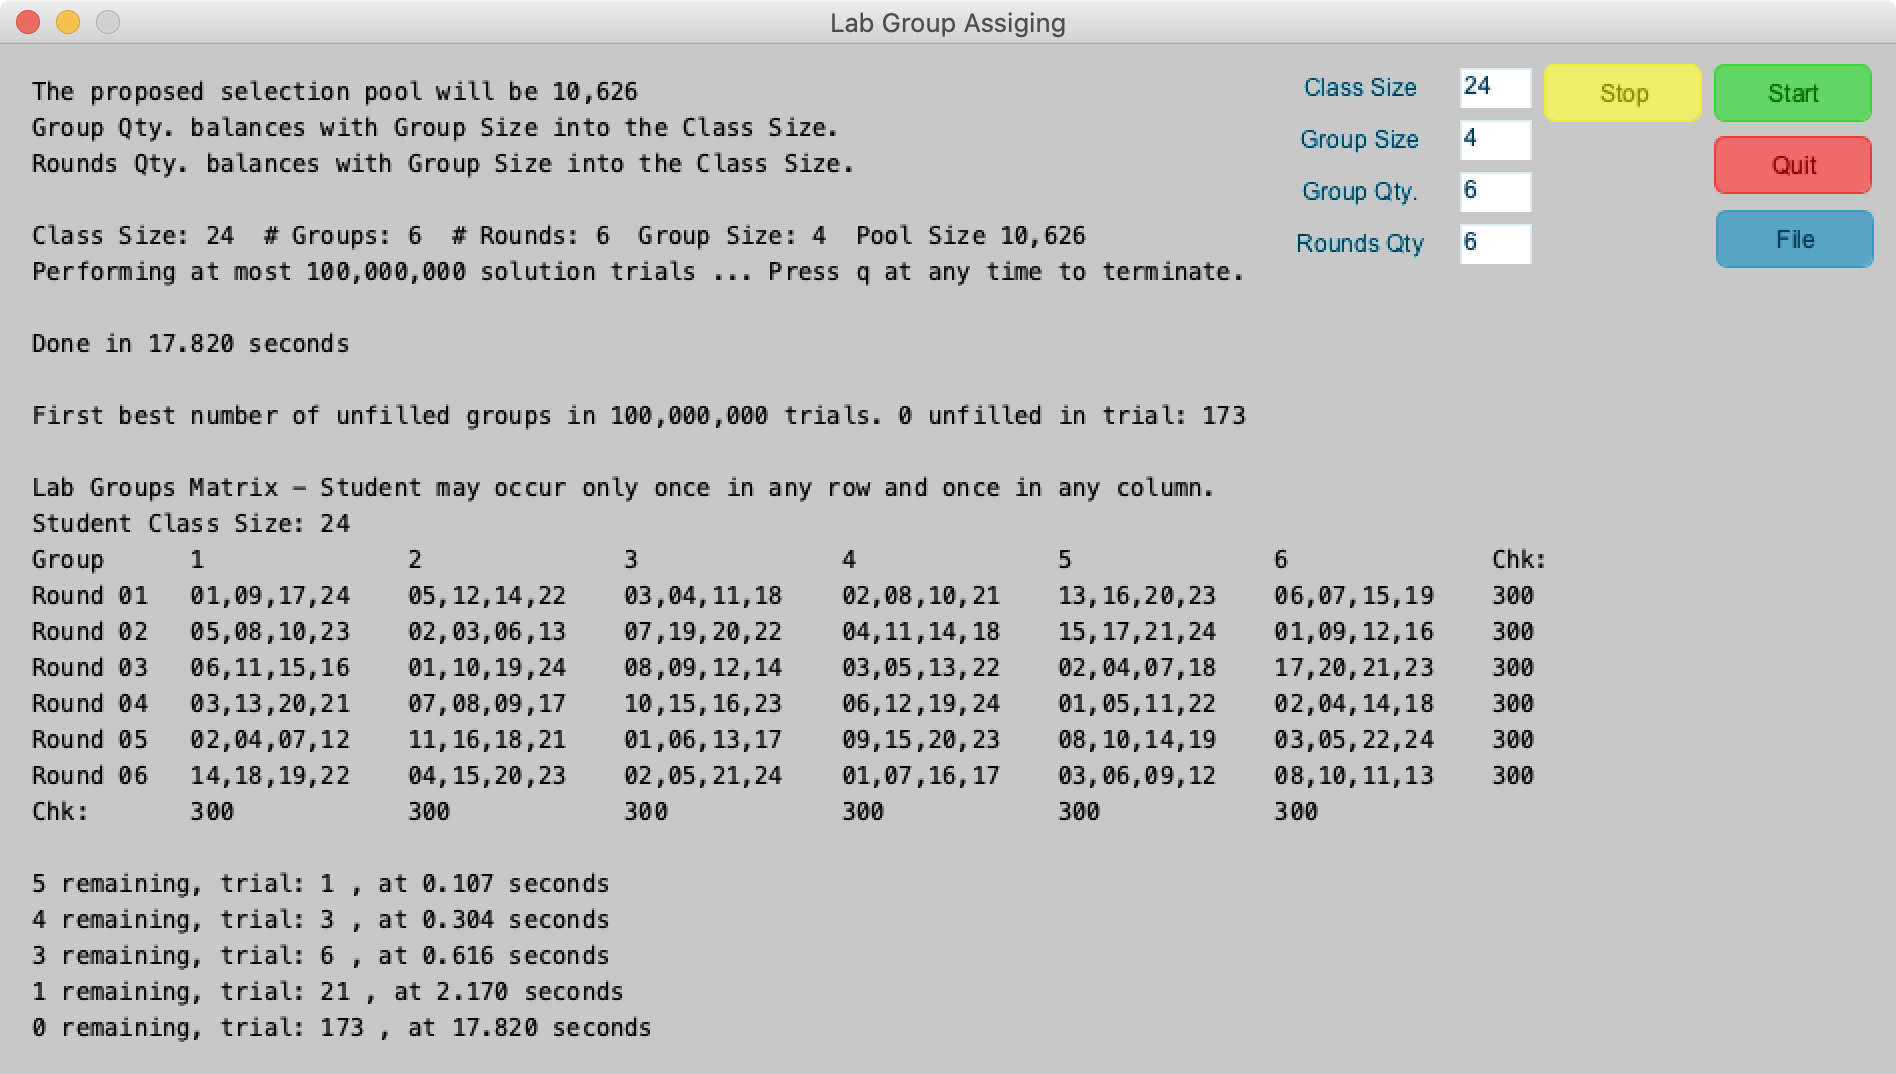 Lab Group Assiging
The proposed selection pool will be 10,626
Group Qty. balances with Group Size into the Class Size.
Rounds Qty. balances with Group Size into the Class Size.
Class Size: 24 # Groups: 6 # Rounds: 6 Group Size: 4 Pool Size 10,626
Performing at most 100,000,000 solution trials ... Press q at any time to terminate.
Class Size 24 Stop Start
Group Size 4 Quit
Group Qty. 6
Rounds Qty 6 File
Done in 17.820 seconds
First best number of unfilled groups in 100,000,000 trials. 0 unfilled in trial: 173
Lab Groups Matrix – Student may occur only once in any row and once in any column.
Student Class Size: 24
Group 1 2 3 4 5 6 Chk:
Round 01 01,09,17,24 05,12,14,22 03,04,11,18 02,08,10,21 13,16,20,23 06,07,15,19 300
Round 02 05,08,10,23 02,03,06,13 07,19,20,22 04,11,14,18 15,17,21,24 01,09,12,16 300
Round 03 06,11,15,16 01,10,19,24 08,09,12,14 03,05,13,22 02,04,07,18 17,20,21,23 300
Round 04 03,13,20,21 07,08,09,17 10,15,16,23 06,12,19,24 01,05,11,22 02,04,14,18 300
Round 05 02,04,07,12 11,16,18,21 01,06,13,17 09,15,20,23 08,10,14,19 03,05,22,24 300
Round 06 14,18,19,22 04,15,20,23 02,05,21,24 01,07,16,17 03,06,09,12 08,10,11,13 300
Chk: 300 300 300 300 300 300
5 remaining, trial: 1 , at 0.107 seconds
4 remaining, trial: 3 , at 0.304 seconds
3 remaining, trial: 6 , at 0.616 seconds
1 remaining, trial: 21 , at 2.170 seconds
0 remaining, trial: 173 , at 17.820 seconds